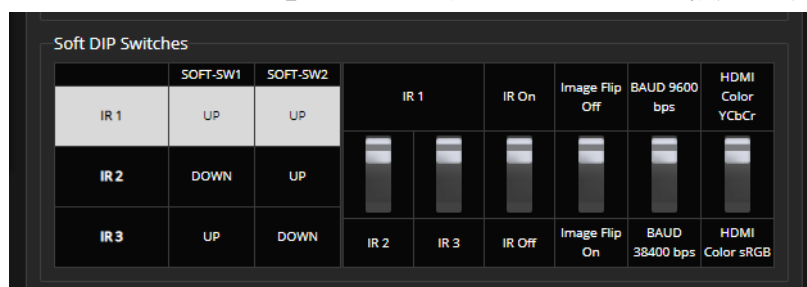 Soft DIP Switches
SOFT-SW1 SOFT-SW2
IR 1 UP UP
IR 2 DOWN UP
IR 3 UP DOWN
IR 1
IR On
Image Flip
Off
BAUD 9600
bps
HDMI
Color
YCbCr
IR 2
IR 3
IR Off
Image Flip
On
BAUD
38400 bps
HDMI
Color sRGB